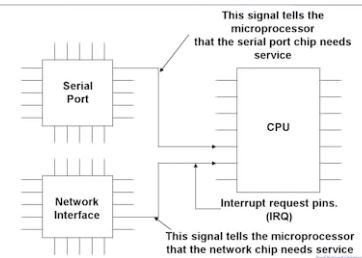 This signal tells the
microprocessor
that the serial port chip needs
service
Serial
Port
CPU
Network
Interface
Interrupt request pins.
(IRQ)
This signal tells the microprocessor
that the network chip needs service